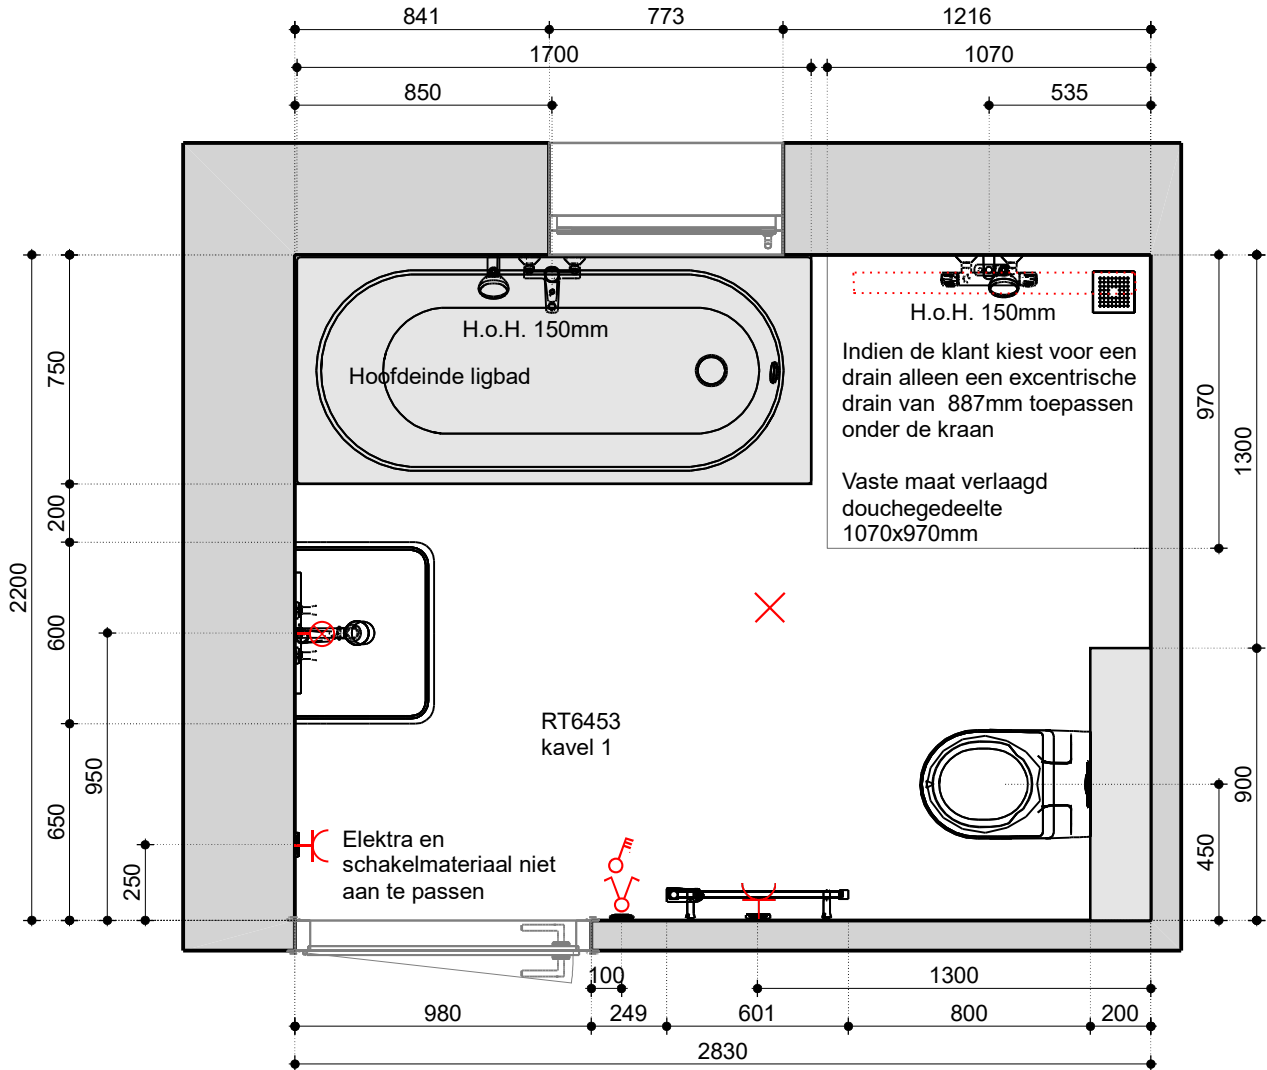 841 773 1216
1700 1070
850 535
H.o.H. 150mm
H.o.H. 150mm
Hoofdeinde ligbad
Indien de klant kiest voor een
drain alleen een excentrische
drain van 887mm toepassen
onder de kraan
Vaste maat verlaagd
douchegedeelte
1070x970mm
750
200
600
650
2200
950
250
970
1300
900
450
RT6453
kavel 1
Elektra en
schakelmateriaal niet
aan te passen
100 1300
980 249 601 800 200
2830